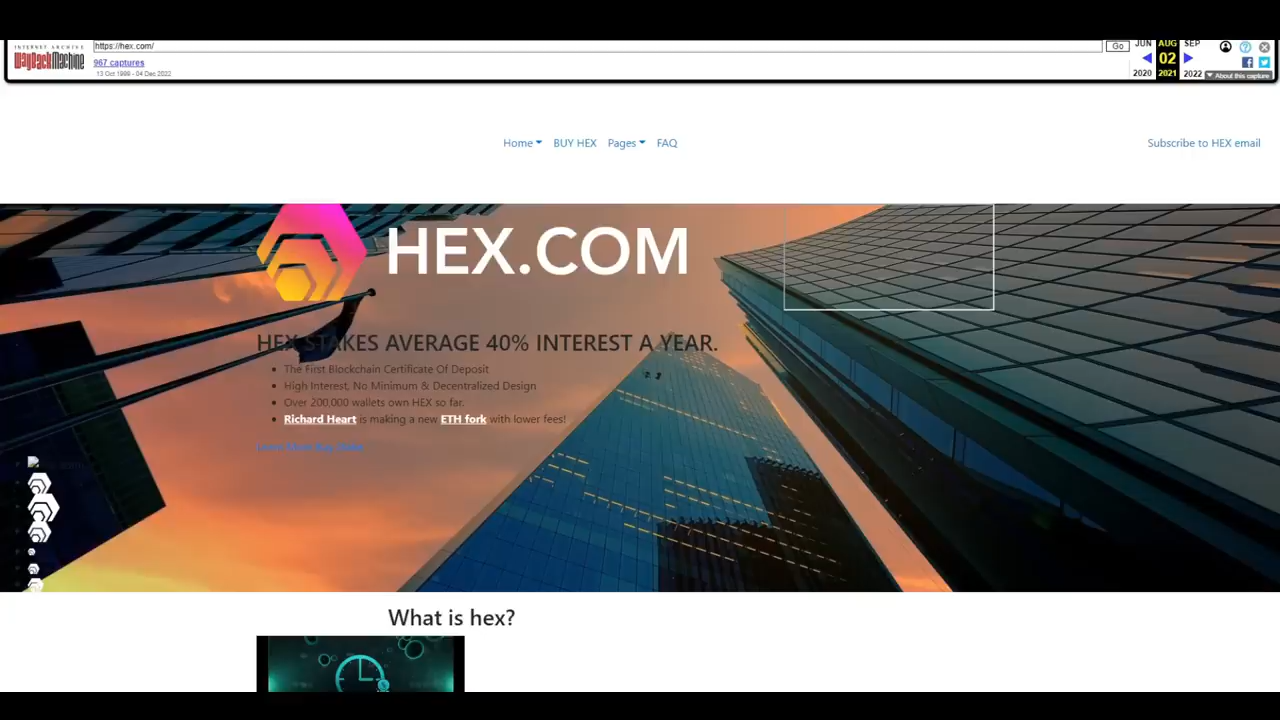 INTERNET ARCHIVE
WayBackMachine
https://hex.com/
Go
JUN
AUG
SEP
967 captures
02
13 Oct 1999 - 04 Dec 2022
2020
2021
2022
About this capture
Home
BUY HEX
Pages
FAQ
Subscribe to HEX email
HEX.COM
HEX STAKES AVERAGE 40% INTEREST A YEAR.
The First Blockchain Certificate Of Deposit
High Interest, No Minimum & Decentralized Design
Over 200,000 wallets own HEX so far.
Richard Heart is making a new ETH fork with lower fees!
What is hex?